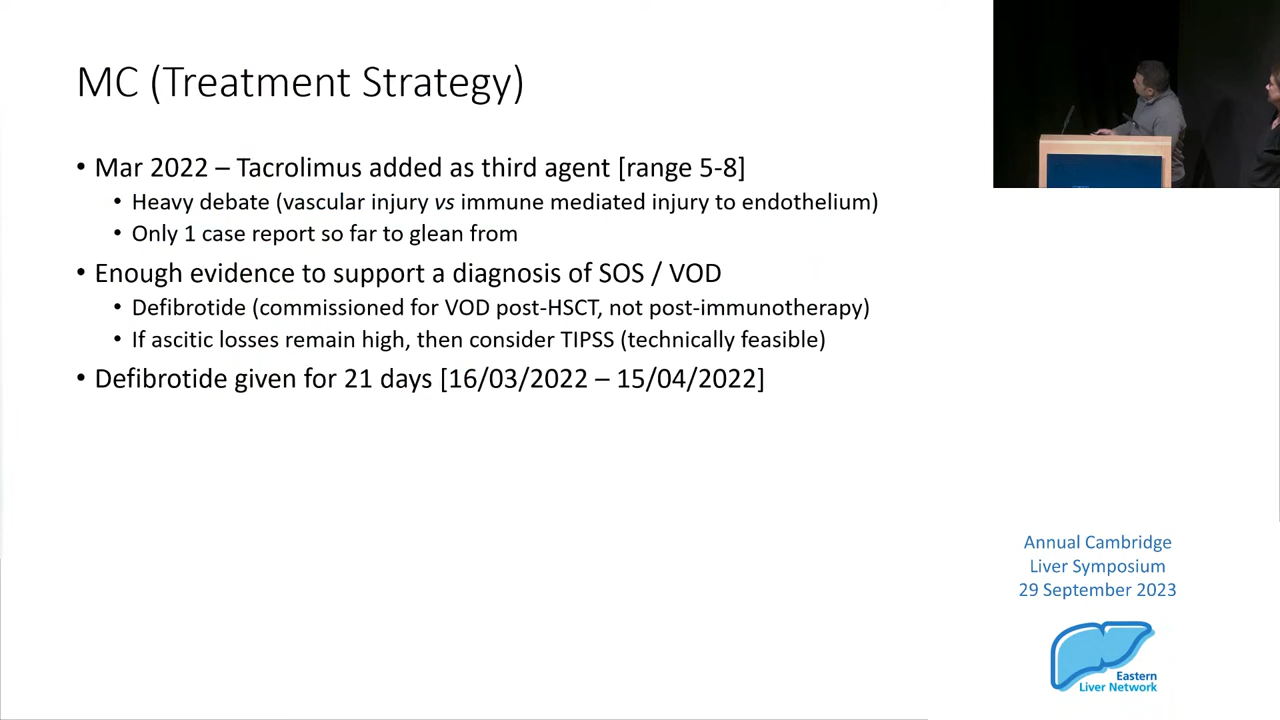 MC (Treatment Strategy)
• Mar 2022 – Tacrolimus added as third agent [range 5-8]
• Heavy debate (vascular injury vs immune mediated injury to endothelium)
• Only 1 case report so far to glean from
• Enough evidence to support a diagnosis of SOS / VOD
• Defibrotide (commissioned for VOD post-HSCT, not post-immunotherapy)
• If ascitic losses remain high, then consider TIPSS (technically feasible)
• Defibrotide given for 21 days [16/03/2022 – 15/04/2022]
Annual Cambridge
Liver Symposium
29 September 2023
Eastern
Liver Network